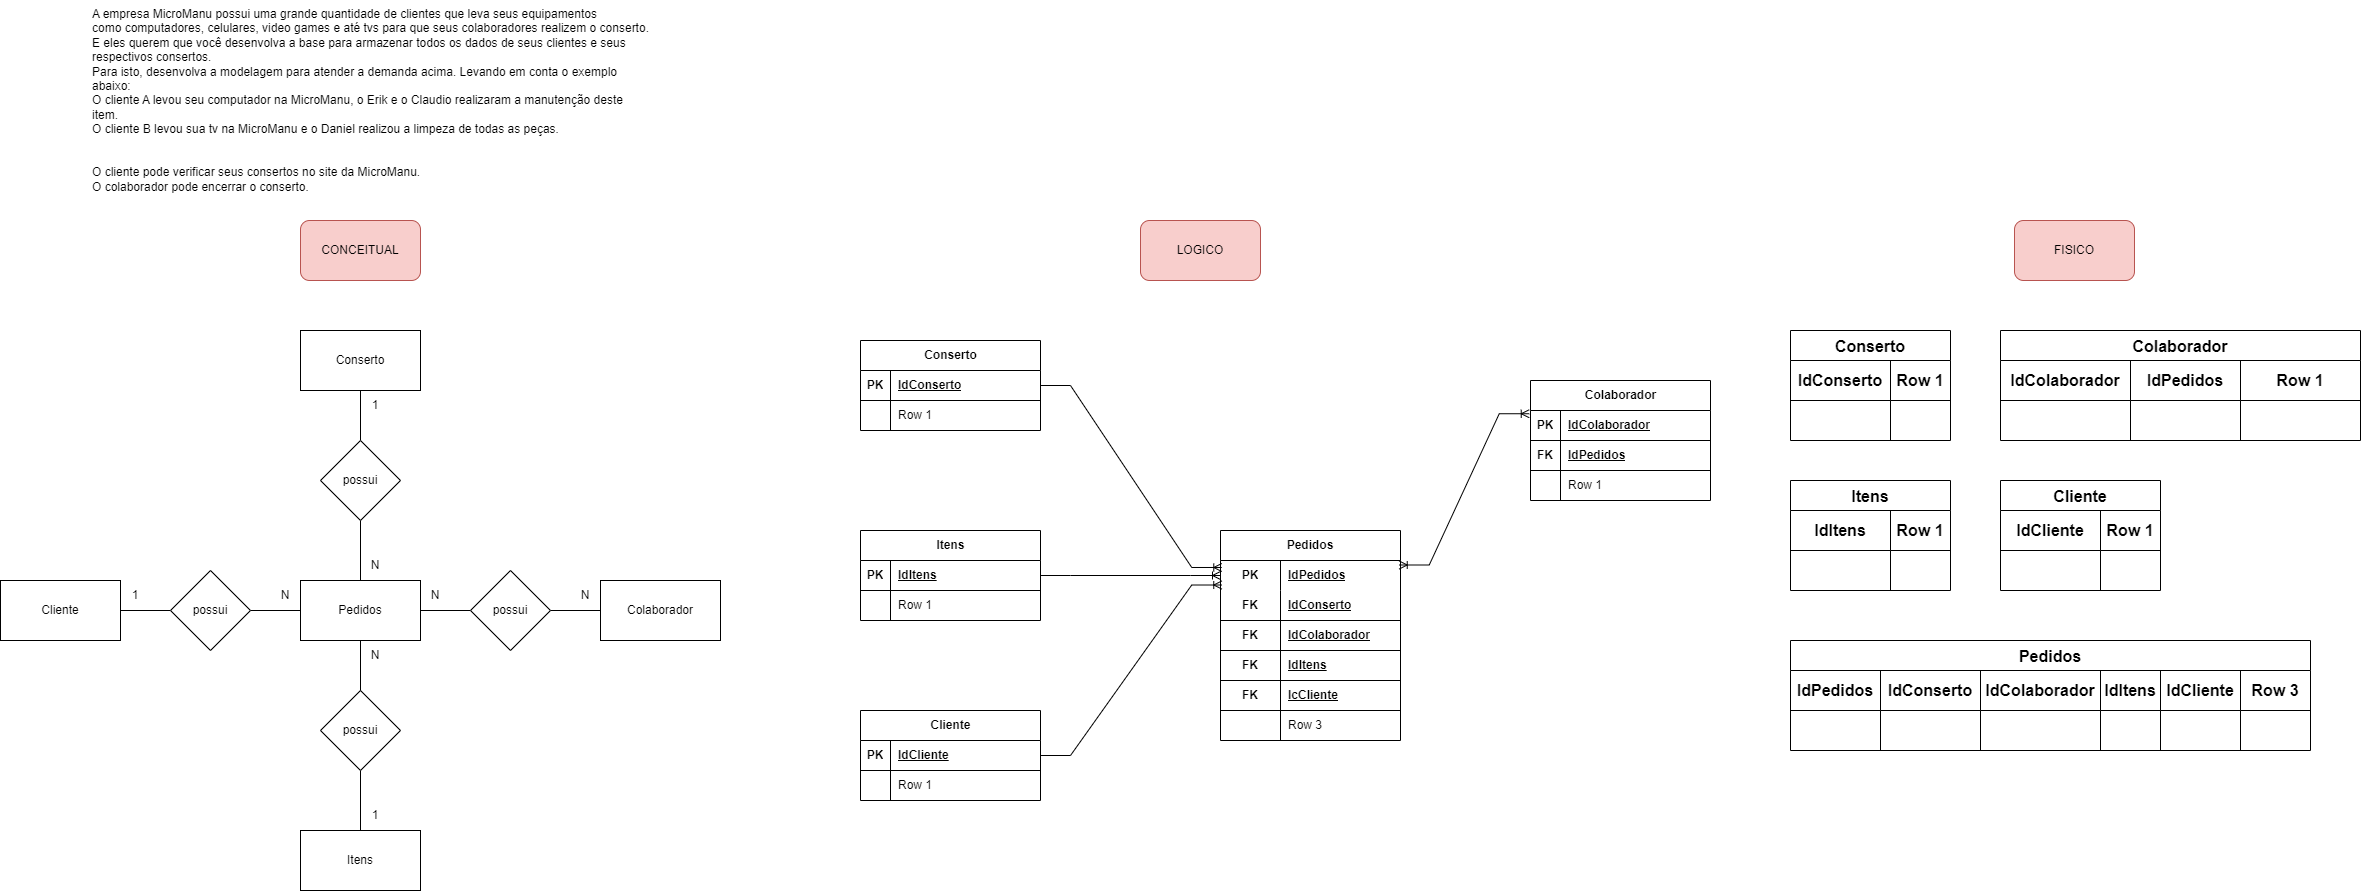 A empresa MicroManu possui uma grande quantidade de clientes que leva seus equipamentos
como computadores, celulares, video games e até tvs para que seus colaboradores realizem o conserto.
E eles querem que você desenvolva a base para armazenar todos os dados de seus clientes e seus
respectivos consertos.
Para isto, desenvolva a modelagem para atender a demanda acima. Levando em conta o exemplo
abaixo:
O cliente A levou seu computador na MicroManu, o Erik e o Claudio realizaram a manutenção deste
item.
O cliente B levou sua tv na MicroManu e o Daniel realizou a limpeza de todas as peças.
O cliente pode verificar seus consertos no site da MicroManu.
O colaborador pode encerrar o conserto.
CONCEITUAL
Conserto
1
possui
N
Cliente
1
possui
N
Pedidos
N
possui
N
Colaborador
N
possui
1
Itens
LOGICO
Conserto
PK IdConserto
Row 1
Itens
PK IdItens
Row 1
Cliente
PK IdCliente
Row 1
Pedidos
PK IdPedidos
FK IdConserto
FK IdColaborador
FK IdItens
FK IcCliente
Row 3
Colaborador
PK IdColaborador
FK IdPedidos
Row 1
FISICO
Conserto
IdConserto Row 1
Colaborador
IdColaborador IdPedidos Row 1
Itens
IdItens Row 1
Cliente
IdCliente Row 1
Pedidos
IdPedidos IdConserto IdColaborador IdItens IdCliente Row 3